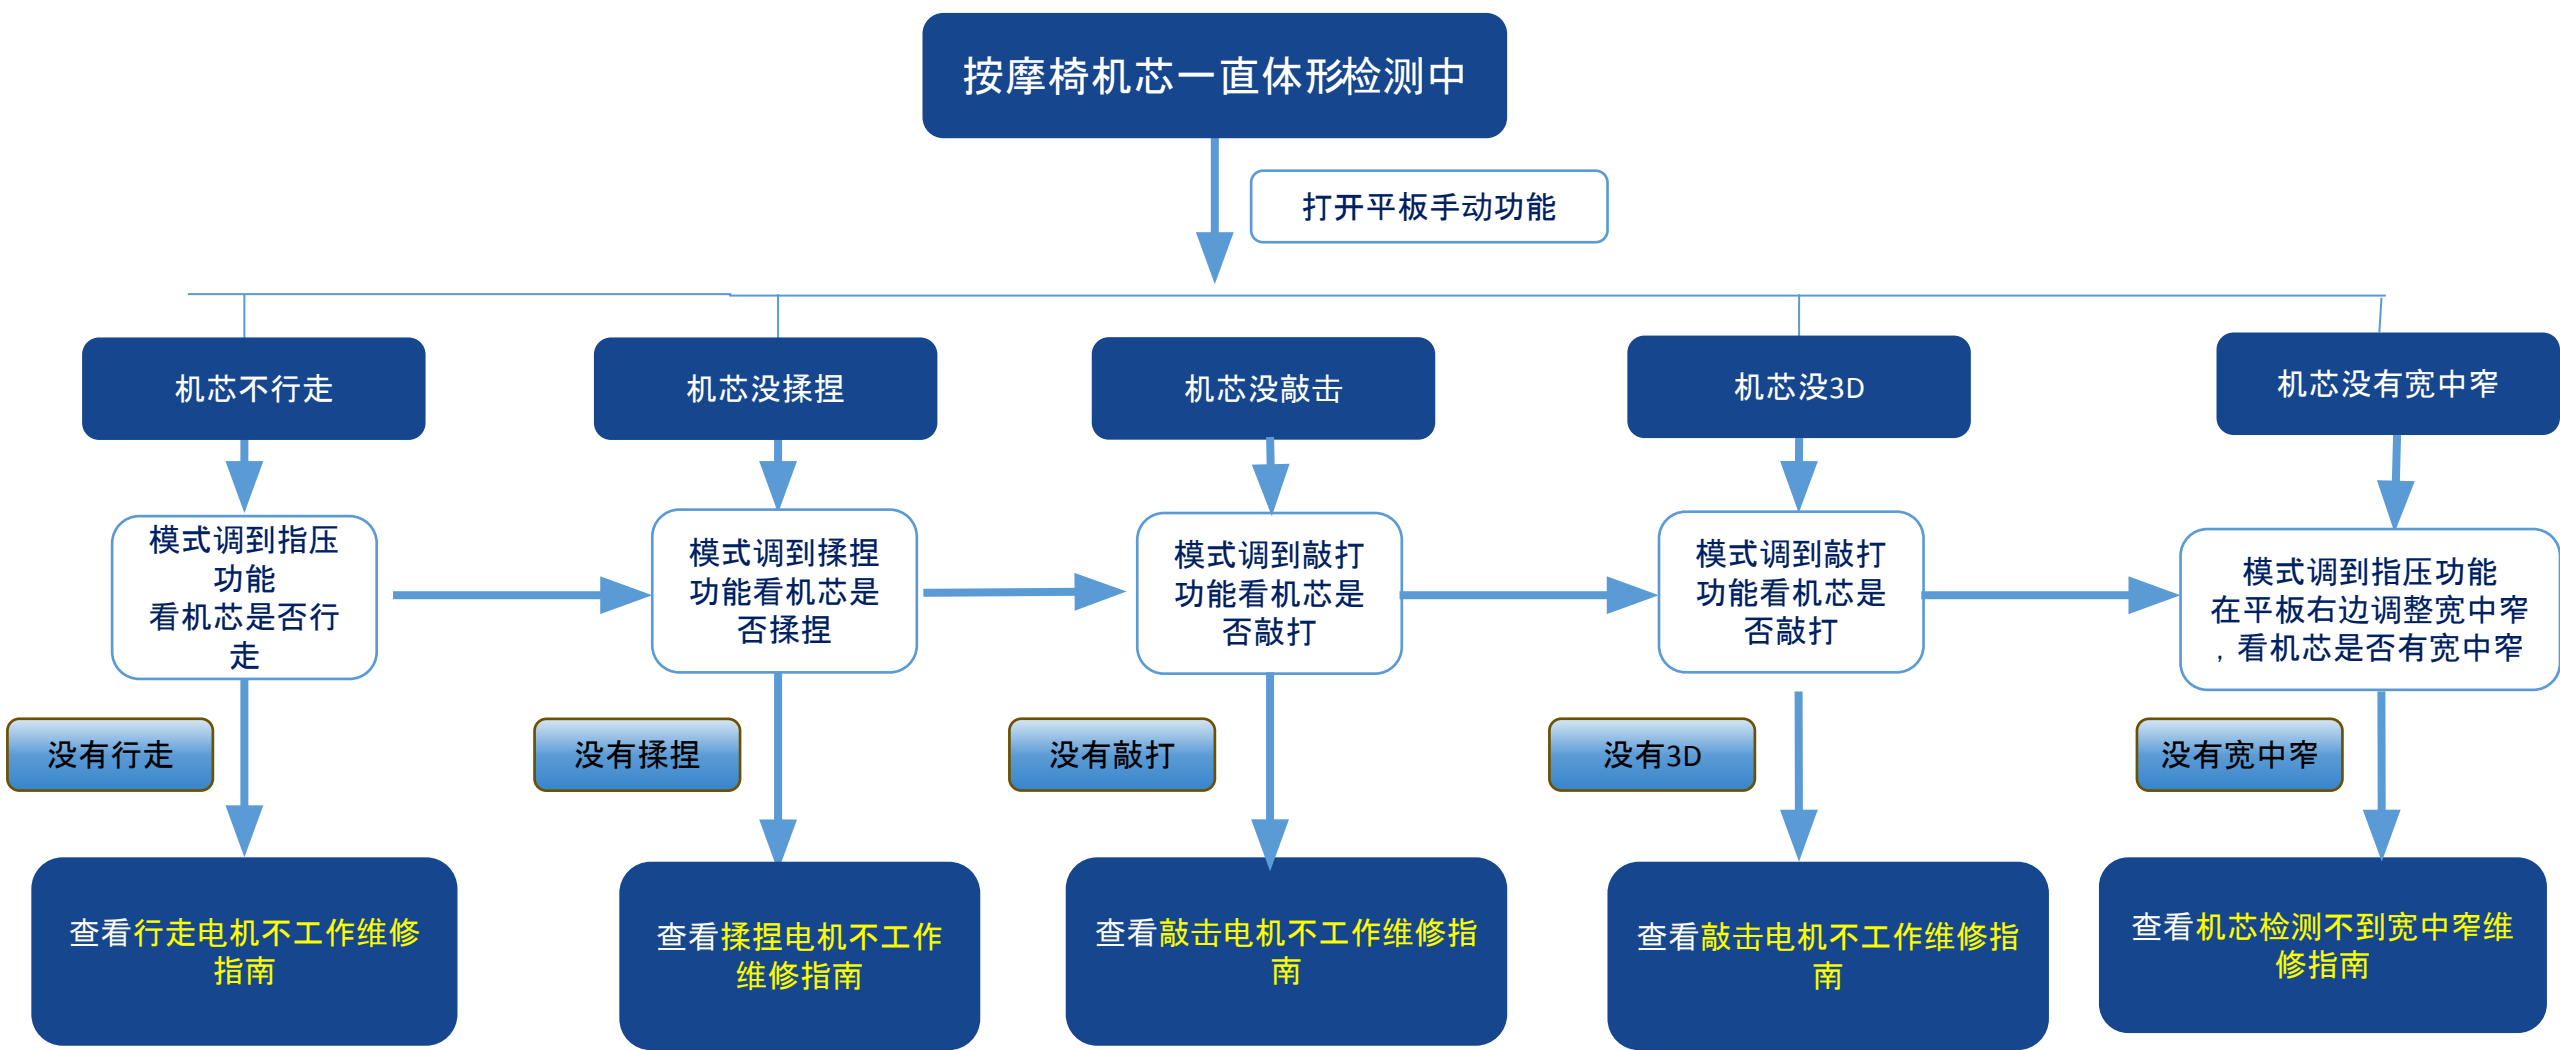 按摩椅机芯一直体形检测中
打开平板手动功能
机芯不行走
机芯没揉捏
机芯没敲击
机芯没3D
机芯没有宽中窄
模式调到指压
功能
看机芯是否行
走
模式调到揉捏
功能看机芯是
否揉捏
模式调到敲打
功能看机芯是
否敲打
模式调到敲打
功能看机芯是
否敲打
模式调到指压功能
在平板右边调整宽中窄
，看机芯是否有宽中窄
没有行走
没有揉捏
没有敲打
没有3D
没有宽中窄
查看行走电机不工作维修
指南
查看揉捏电机不工作
维修指南
查看敲击电机不工作维修指
南
查看敲击电机不工作维修指
南
查看机芯检测不到宽中窄维
修指南